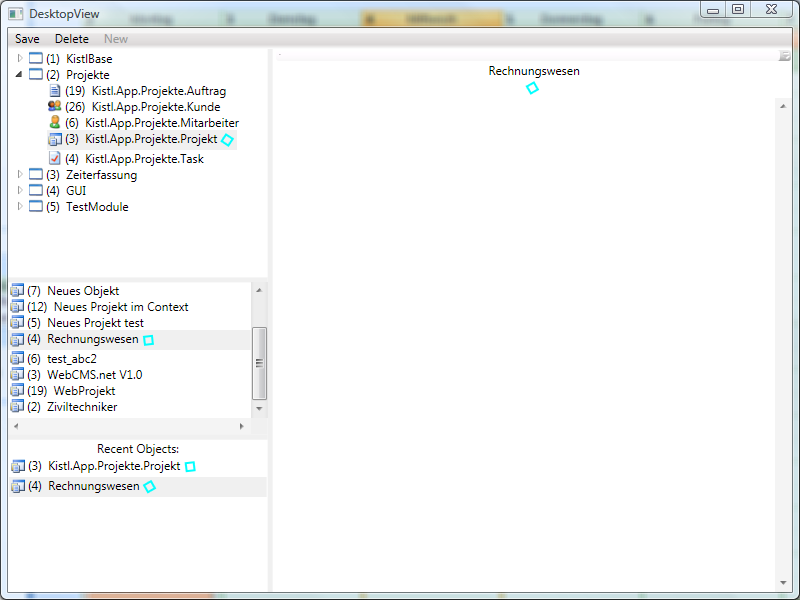 DesktopView
Save Delete New
(1) KistlBase
(2) Projekte
(19) Kistl.App.Projekte.Auftrag
(26) Kistl.App.Projekte.Kunde
(6) Kistl.App.Projekte.Mitarbeiter
(3) Kistl.App.Projekte.Projekt
(4) Kistl.App.Projekte.Task
(3) Zeiterfassung
(4) GUI
(5) TestModule
(7) Neues Objekt
(12) Neues Projekt im Context
(5) Neues Projekt test
(4) Rechnungswesen
(6) test_abc2
(3) WebCMS.net V1.0
(19) WebProjekt
(2) Ziviltechniker
Recent Objects:
(3) Kistl.App.Projekte.Projekt
(4) Rechnungswesen
Rechnungswesen